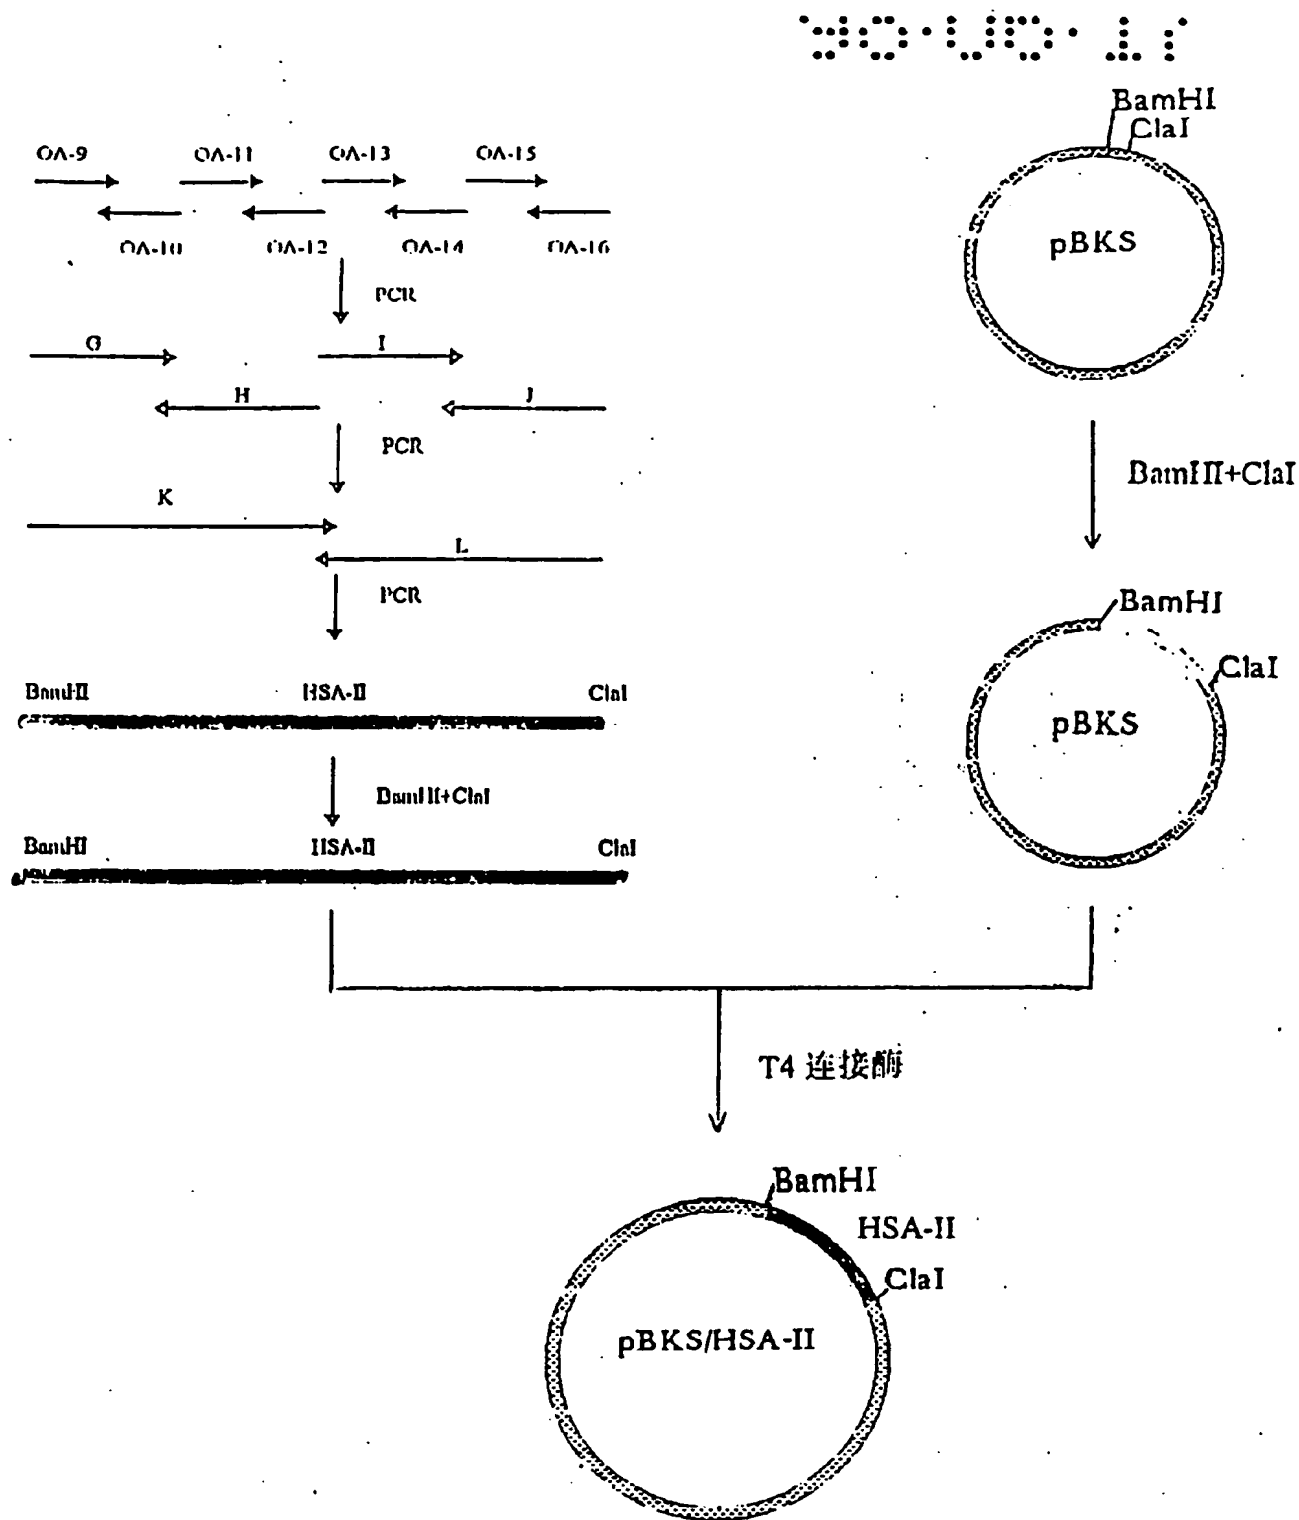 BamHI
ClaI
OA-9
OA-11
OA-13
OA-15
OA-10
OA-12
OA-14
OA-16
pBKS
PCR
G
I
H
J
PCR
BamHI+ClaI
K
L
PCR
BamHI
ClaI
pBKS
BamHI
HSA-II
ClaI
BamHI+ClaI
BamHI
HSA-II
ClaI
T4 连接酶
BamHI
HSA-II
ClaI
pBKS/HSA-II